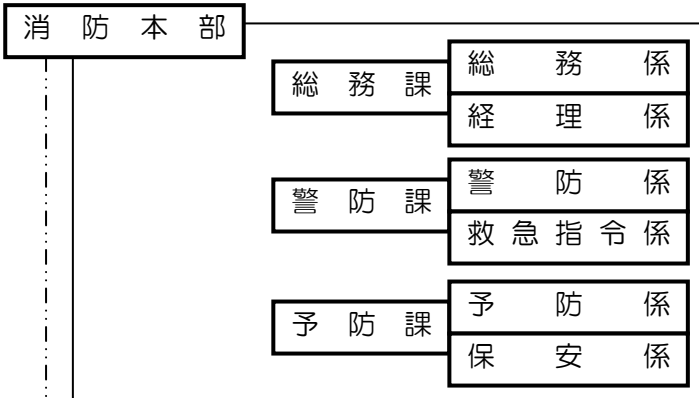 消防本部
総務課
総務係
経理係
警防課
警防係
救急指令係
予防課
予防係
保安係